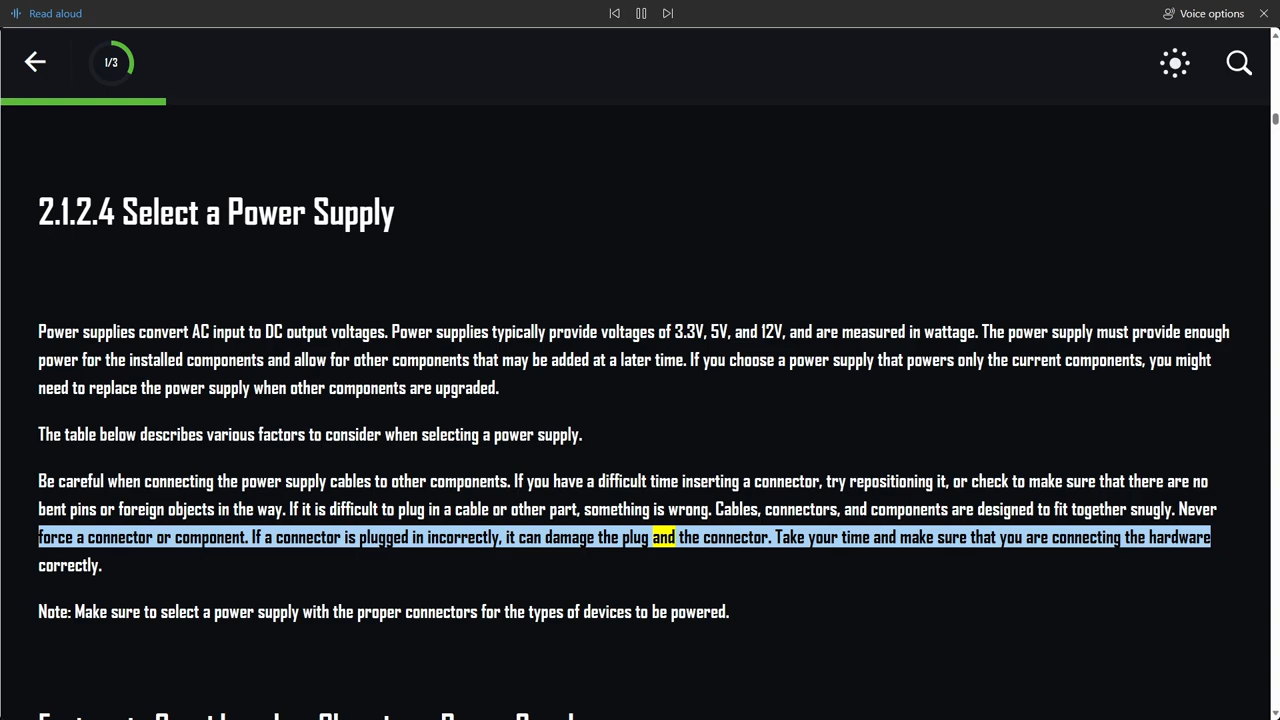 Read aloud
Voice options
1/3
2.1.2.4 Select a Power Supply
Power supplies convert AC input to DC output voltages. Power supplies typically provide voltages of 3.3V, 5V, and 12V, and are measured in wattage. The power supply must provide enough
power for the installed components and allow for other components that may be added at a later time. If you choose a power supply that powers only the current components, you might
need to replace the power supply when other components are upgraded.
The table below describes various factors to consider when selecting a power supply.
Be careful when connecting the power supply cables to other components. If you have a difficult time inserting a connector, try repositioning it, or check to make sure that there are no
bent pins or foreign objects in the way. If it is difficult to plug in a cable or other part, something is wrong. Cables, connectors, and components are designed to fit together snugly. Never
force a connector or component. If a connector is plugged in incorrectly, it can damage the plug and the connector. Take your time and make sure that you are connecting the hardware
correctly.
Note: Make sure to select a power supply with the proper connectors for the types of devices to be powered.